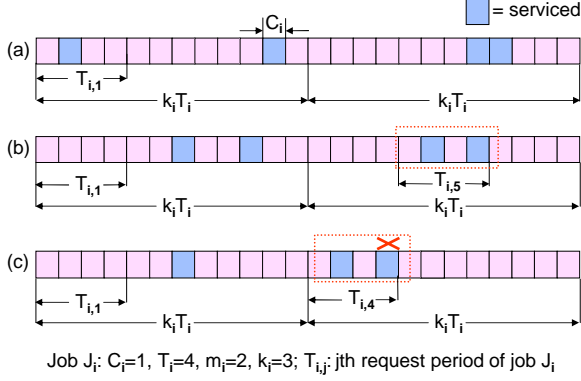 = serviced
Cᵢ
(a)
Tᵢ,₁
kᵢTᵢ kᵢTᵢ
(b)
Tᵢ,₁ Tᵢ,₅
kᵢTᵢ kᵢTᵢ
(c)
Tᵢ,₁ Tᵢ,₄
kᵢTᵢ kᵢTᵢ
Job Jᵢ: Cᵢ=1, Tᵢ=4, mᵢ=2, kᵢ=3; Tᵢ,ⱼ: jth request period of job Jᵢ